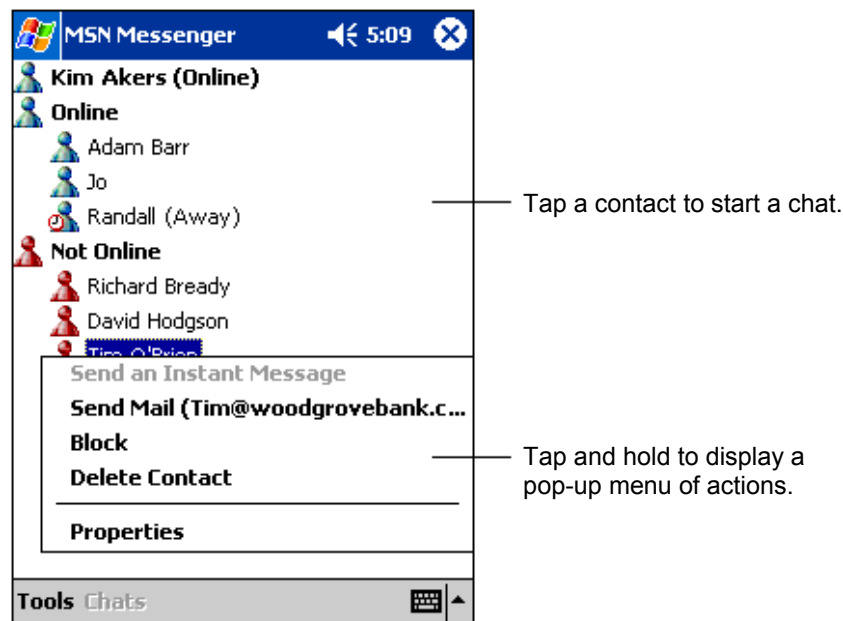 MSN Messenger 5:09
Kim Akers (Online)
Online
Adam Barr
Jo
Randall (Away)
Tap a contact to start a chat.
Not Online
Richard Bready
David Hodgson
Tim O'Brien
Send an Instant Message
Send Mail (Tim@woodgrovebank.c...
Block
Delete Contact
Tap and hold to display a
pop-up menu of actions.
Properties
Tools Chats